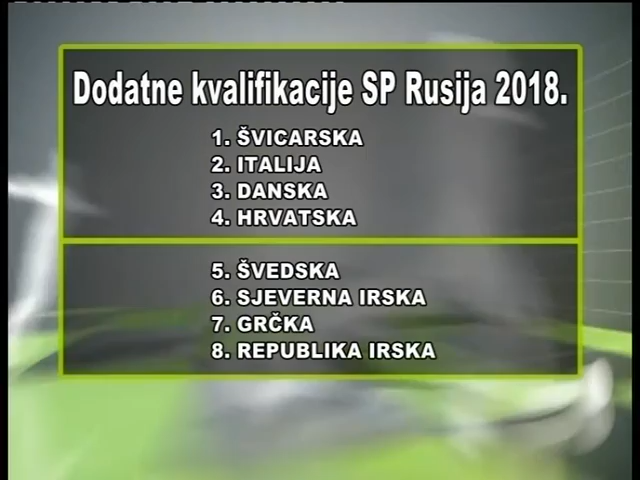 Dodatne kvalifikacije SP Rusija 2018.
1. ŠVICARSKA
2. ITALIJA
3. DANSKA
4. HRVATSKA
5. ŠVEDSKA
6. SJEVERNA IRSKA
7. GRČKA
8. REPUBLIKA IRSKA